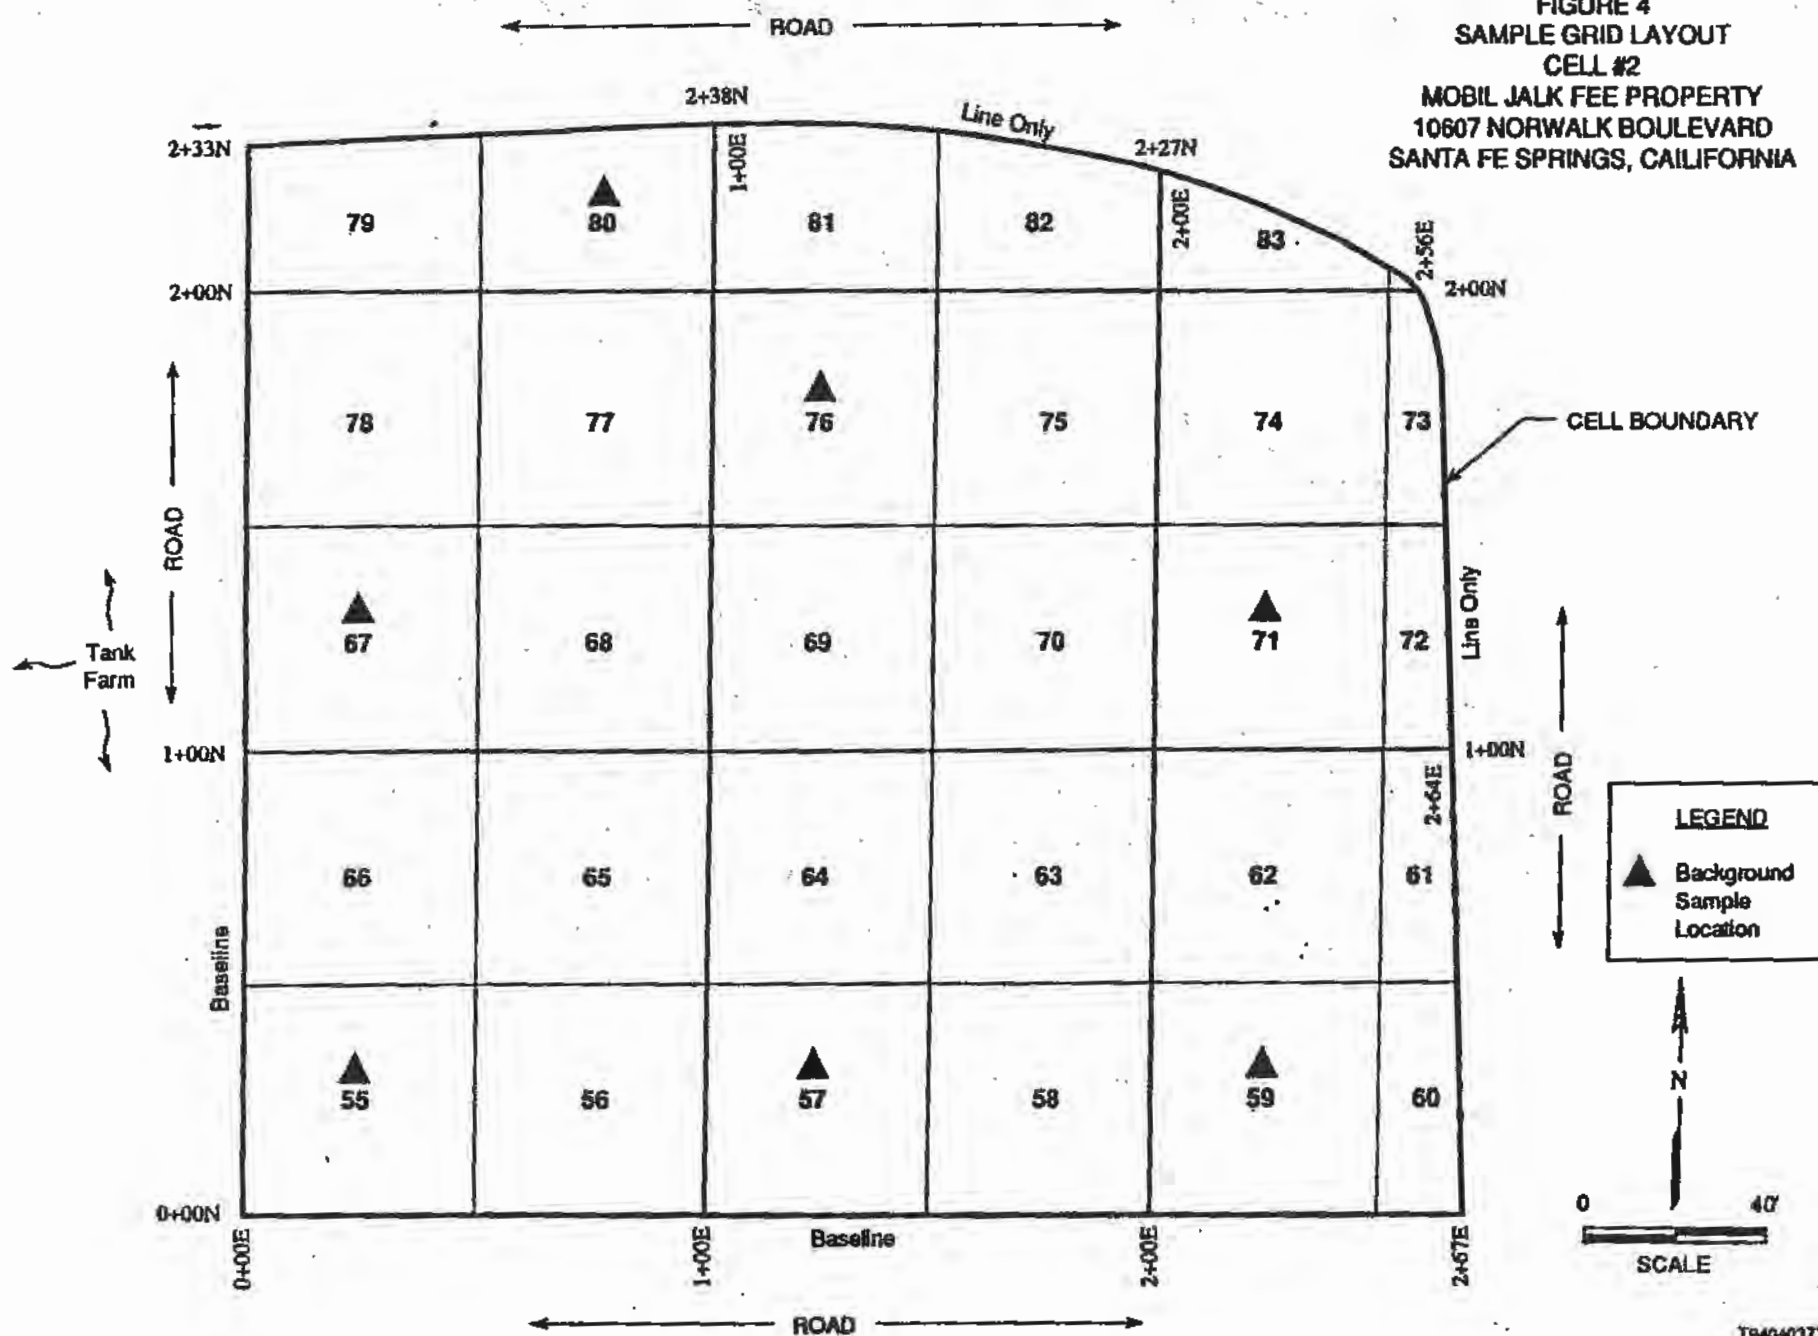 ROAD
FIGURE 4
SAMPLE GRID LAYOUT
CELL #2
MOBIL JALK FEE PROPERTY
10607 NORWALK BOULEVARD
SANTA FE SPRINGS, CAILIFORNIA
2+38N
Line Only
2+33N
1+00E
2+27N
2+00E
2+56E
79
80
81
82
83
2+00N
2+00N
78
77
76
75
74
73
CELL BOUNDARY
ROAD
Line Only
Tank
Farm
67
68
69
70
71
72
1+00N
1+00N
2+64E
ROAD
LEGEND
Background
Sample
Location
66
65
64
63
62
61
Baseline
55
56
57
58
59
60
N
0+00N
0+00E
1+00E
Baseline
2+00E
2+67E
0
40'
SCALE
ROAD